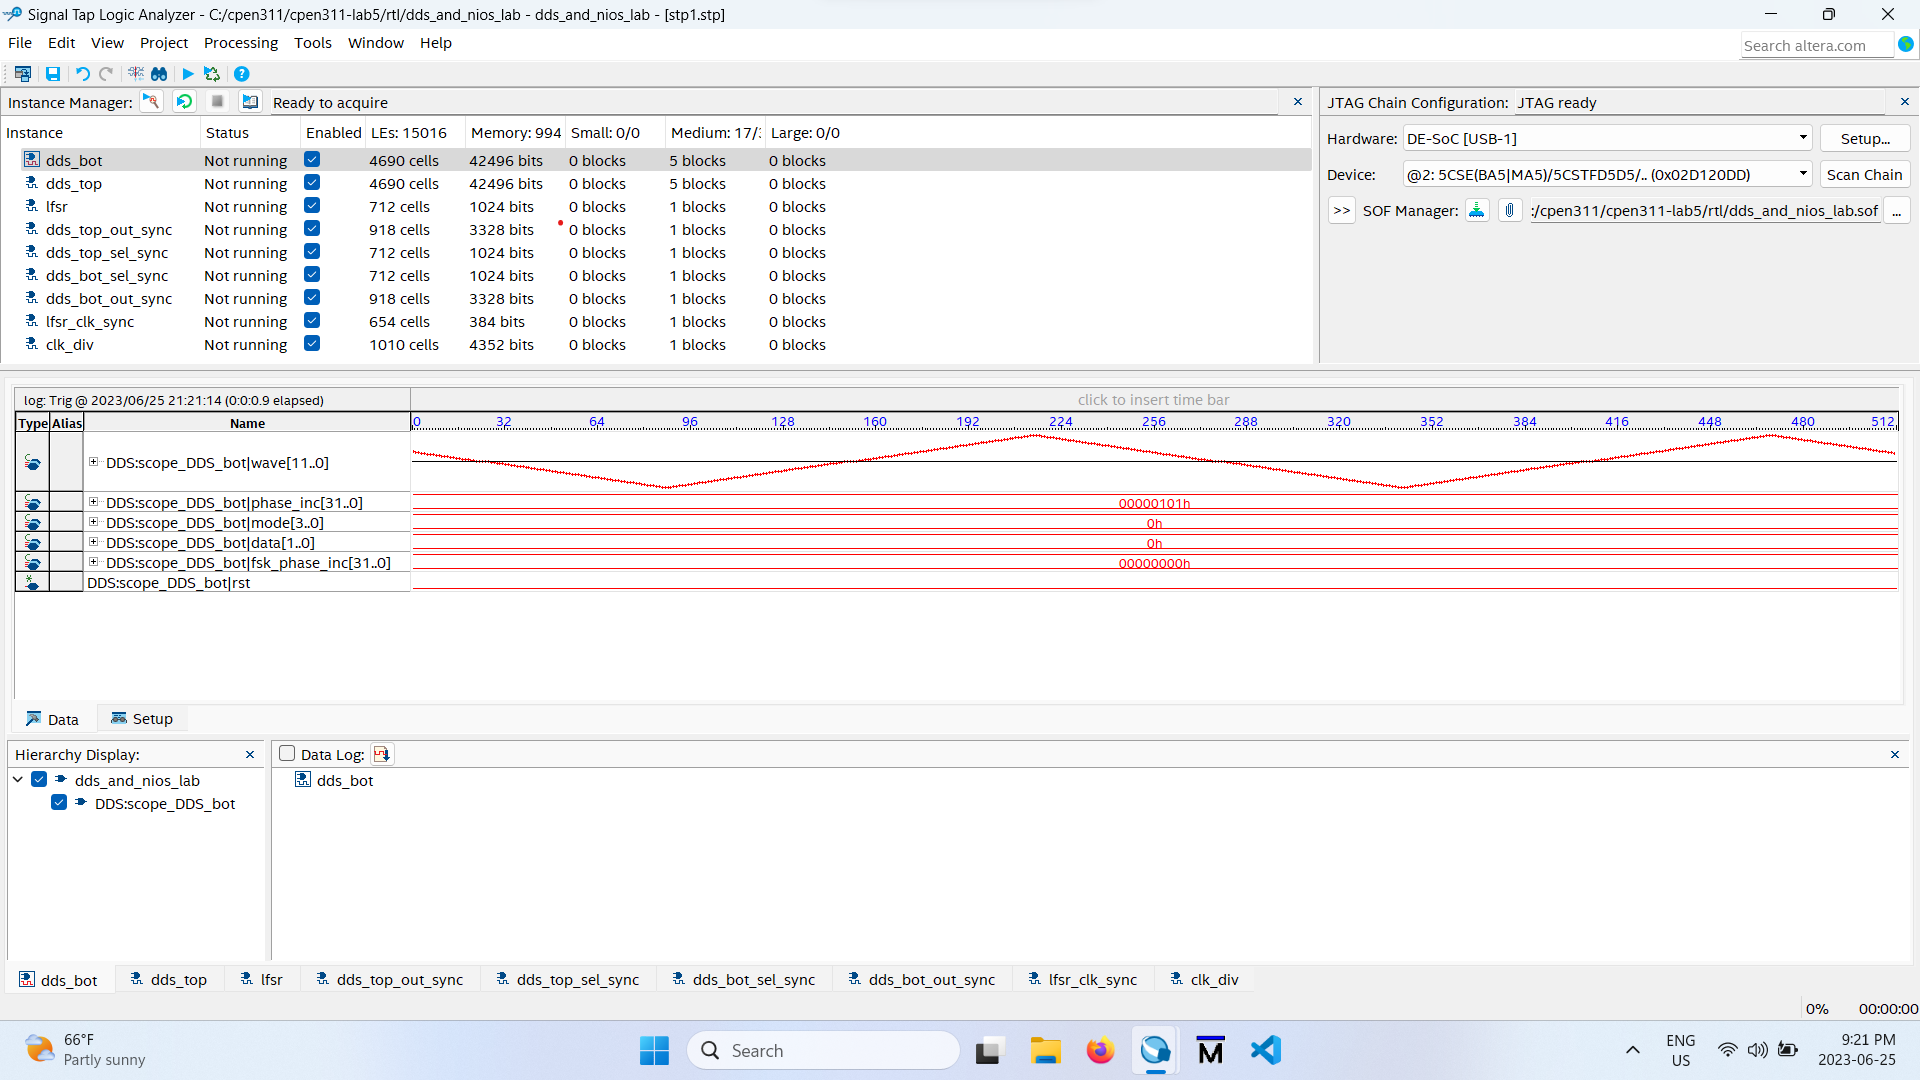 Signal Tap Logic Analyzer - C:/cpen311/cpen311-lab5/rtl/dds_and_nios_lab - dds_and_nios_lab - [stp1.stp]
File Edit View Project Processing Tools Window Help
Search altera.com
Instance Manager: Ready to acquire
Instance Status Enabled LEs: 15016 Memory: 994 Small: 0/0 Medium: 17/3 Large: 0/0
dds_bot Not running 4690 cells 42496 bits 0 blocks 5 blocks 0 blocks
dds_top Not running 4690 cells 42496 bits 0 blocks 5 blocks 0 blocks
lfsr Not running 712 cells 1024 bits 0 blocks 1 blocks 0 blocks
dds_top_out_sync Not running 918 cells 3328 bits 0 blocks 1 blocks 0 blocks
dds_top_sel_sync Not running 712 cells 1024 bits 0 blocks 1 blocks 0 blocks
dds_bot_sel_sync Not running 712 cells 1024 bits 0 blocks 1 blocks 0 blocks
dds_bot_out_sync Not running 918 cells 3328 bits 0 blocks 1 blocks 0 blocks
lfsr_clk_sync Not running 654 cells 384 bits 0 blocks 1 blocks 0 blocks
clk_div Not running 1010 cells 4352 bits 0 blocks 1 blocks 0 blocks
JTAG Chain Configuration: JTAG ready
Hardware: DE-SoC [USB-1] Setup...
Device: @2: 5CSE(BA5|MA5)/5CSTFD5D5/.. (0x02D120DD) Scan Chain
>> SOF Manager: :/cpen311/cpen311-lab5/rtl/dds_and_nios_lab.sof ...
log: Trig @ 2023/06/25 21:21:14 (0:0:0.9 elapsed) click to insert time bar
Type Alias Name 0 32 64 96 128 160 192 224 256 288 320 352 384 416 448 480 512
DDS:scope_DDS_bot|wave[11..0]
DDS:scope_DDS_bot|phase_inc[31..0] 00000101h
DDS:scope_DDS_bot|mode[3..0] 0h
DDS:scope_DDS_bot|data[1..0] 0h
DDS:scope_DDS_bot|fsk_phase_inc[31..0] 00000000h
DDS:scope_DDS_bot|rst
Data Setup
Hierarchy Display:
dds_and_nios_lab
DDS:scope_DDS_bot
Data Log:
dds_bot
dds_bot dds_top lfsr dds_top_out_sync dds_top_sel_sync dds_bot_sel_sync dds_bot_out_sync lfsr_clk_sync clk_div
0% 00:00:00
66°F
Partly sunny
Search
ENG
US
9:21 PM
2023-06-25